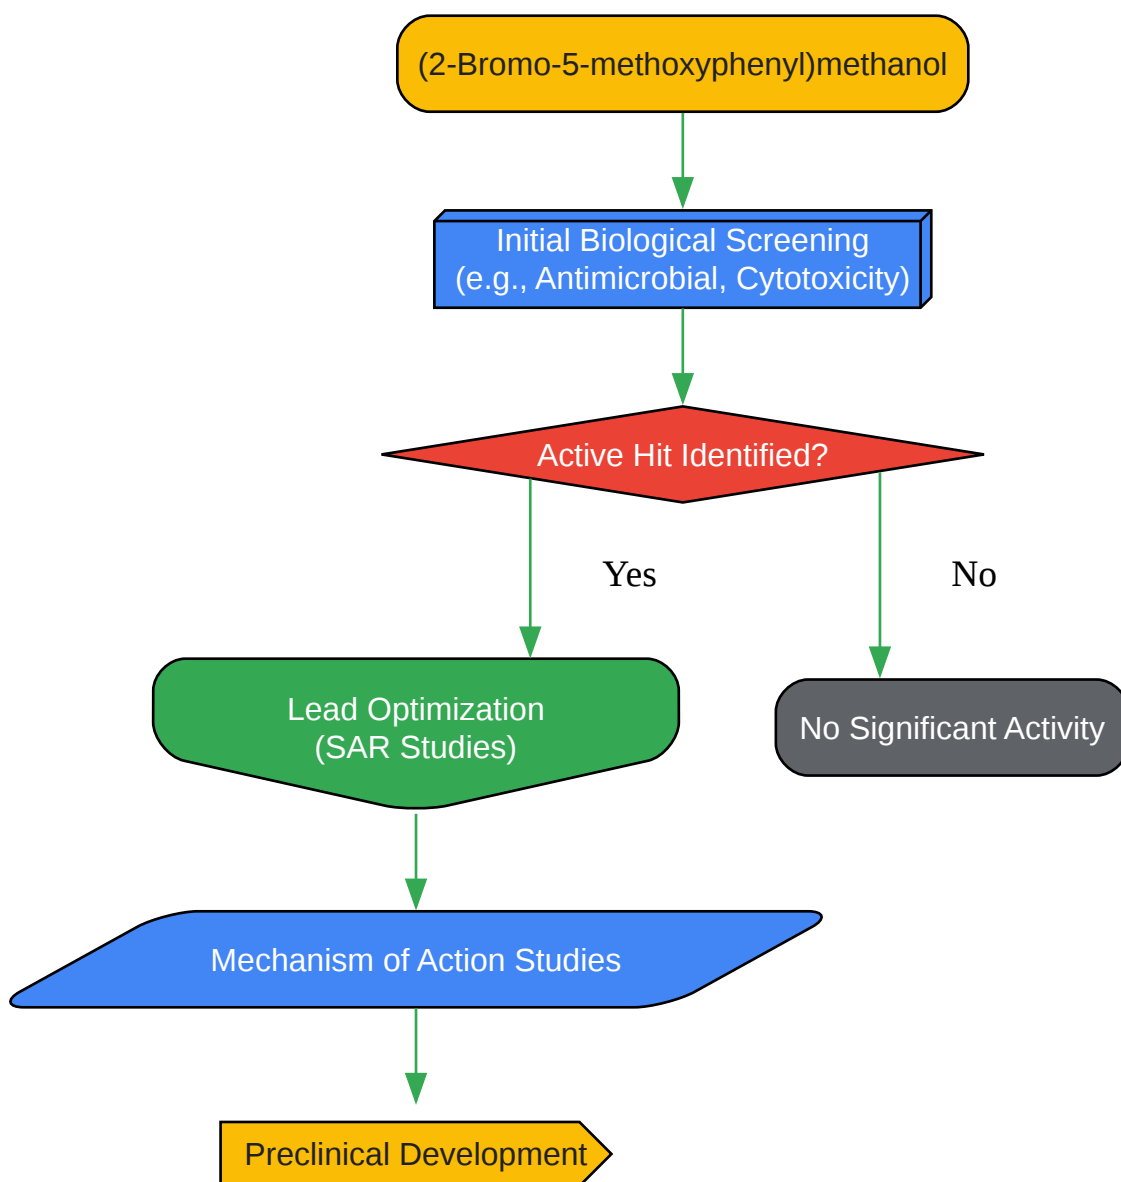 (2-Bromo-5-methoxyphenyl)methanol
Initial Biological Screening
(e.g., Antimicrobial, Cytotoxicity)
Active Hit Identified?
Yes
No
Lead Optimization
(SAR Studies)
No Significant Activity
Mechanism of Action Studies
Preclinical Development